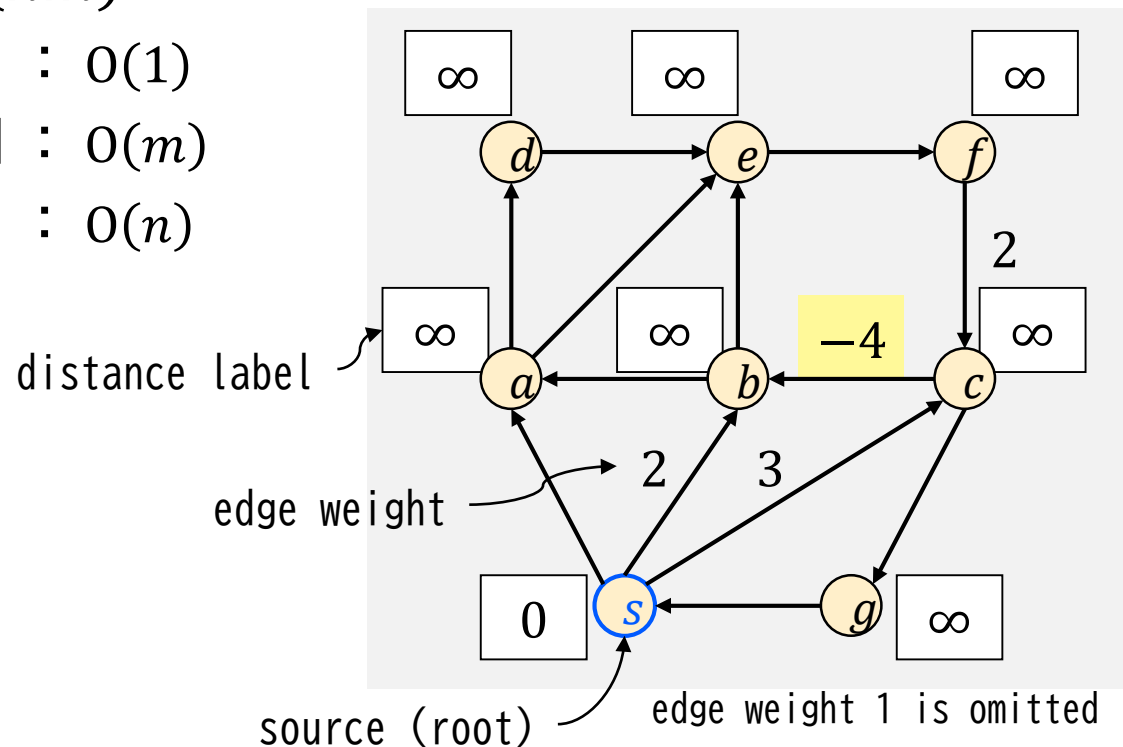 : O(1)
: O(m)
: O(n)
∞ ∞ ∞
d e f
2
∞ ∞ −4 ∞
distance label
a b c
2 3
edge weight
0 s g ∞
edge weight 1 is omitted
source (root)